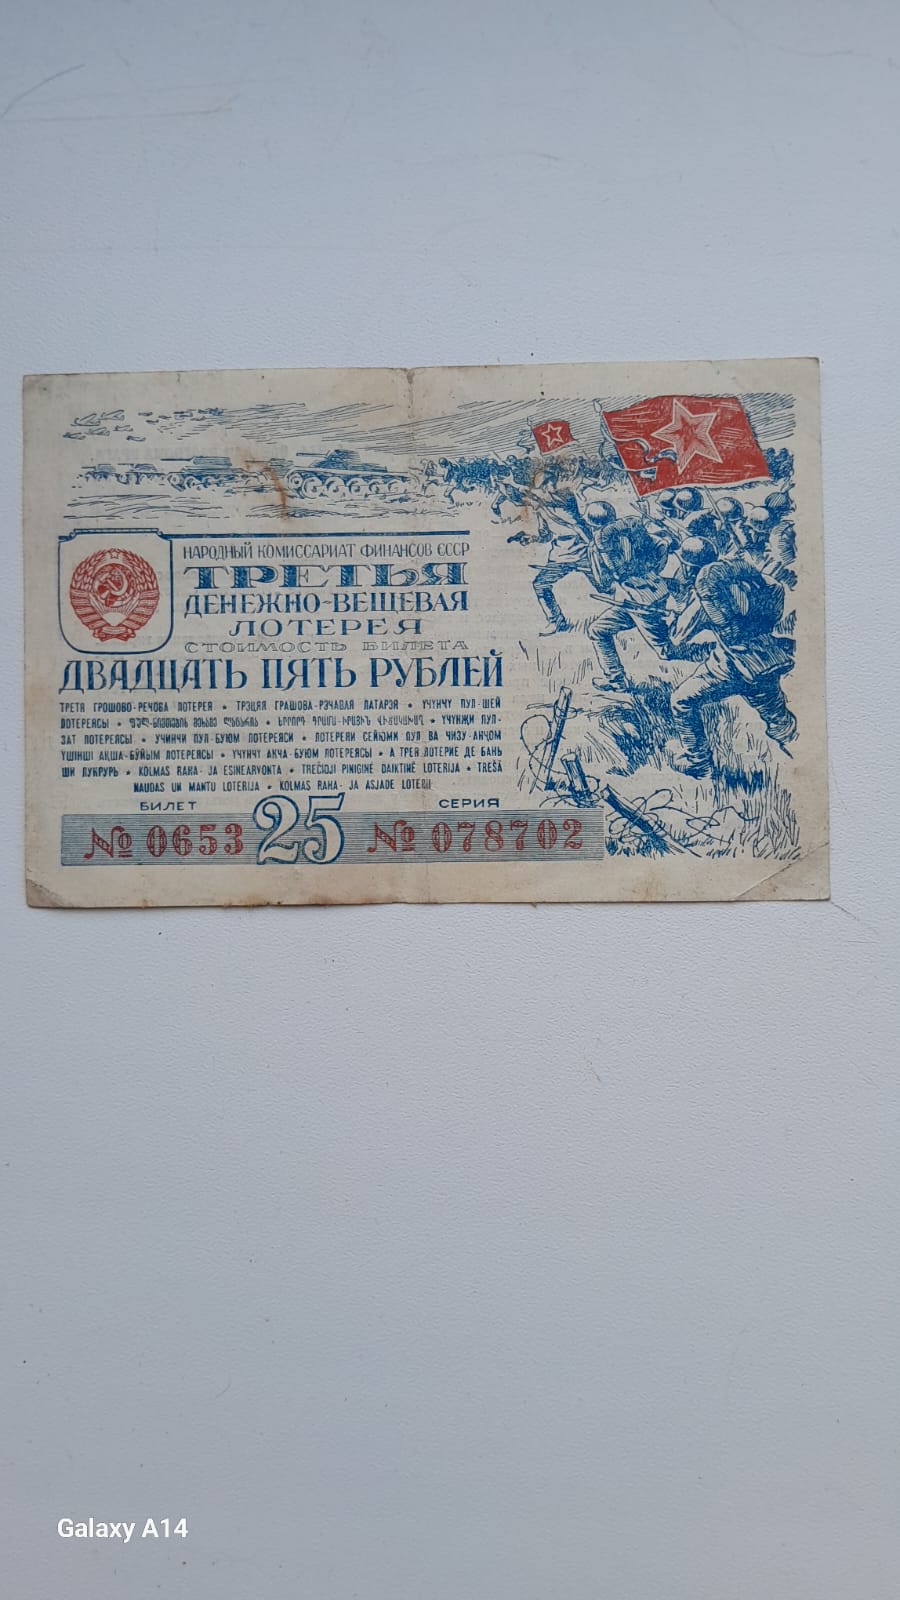 НАРОДНЫЙ КОМИССАРИАТ ФИНАНСОВ СССР
ТРЕТЬЯ
ДЕНЕЖНО-ВЕЩЕВАЯ
ЛОТЕРЕЯ
СТОИМОСТЬ БИЛЕТА
ДВАДЦАТЬ ПЯТЬ РУБЛЕЙ
ТРЕТЯ ГРОШОВО-РЕЧОВА ЛОТЕРЕЯ • ТРЭЦЯЯ ГРАШОВА-РЭЧАВАЯ ЛАТАРЭЯ • ҮЧҮНҮ ПУЛ-ШЕЙ
ЛОТЕРЕЯСЫ • • • УЧУНЖИ ПУЛ-
ЗАТ ЛОТЕРЕЯСЫ • УЧИНЧИ ПУЛ-БУЮМ ЛОТЕРЕЯСИ • ЛОТЕРЕЯИ СЕЙЮМИ ПУЛ ВА ЧИЗУ-АНҶОМ
ҮШІНШІ АҚША-БҰЙЫМ ЛОТЕРЕЯСЫ • ҮЧҮНЧҮ АКЧА-БУЮМ ЛОТЕРЕЯСЫ • А ТРЕЯ ЛОТЕРИЕ ДЕ БАНЬ
ШИ ЛУКРУРЬ • KOLMAS RAHA- JA ESINEARVONTA • TREČIOJI PINIGINĖ DAIKTINĖ LOTERIJA • TREŠĀ
NAUDAS UN MANTU LOTERIJA • KOLMAS RAHA- JA ASJADE LOTERII
БИЛЕТ СЕРИЯ
№ 0653 25 № 078702
Galaxy A14